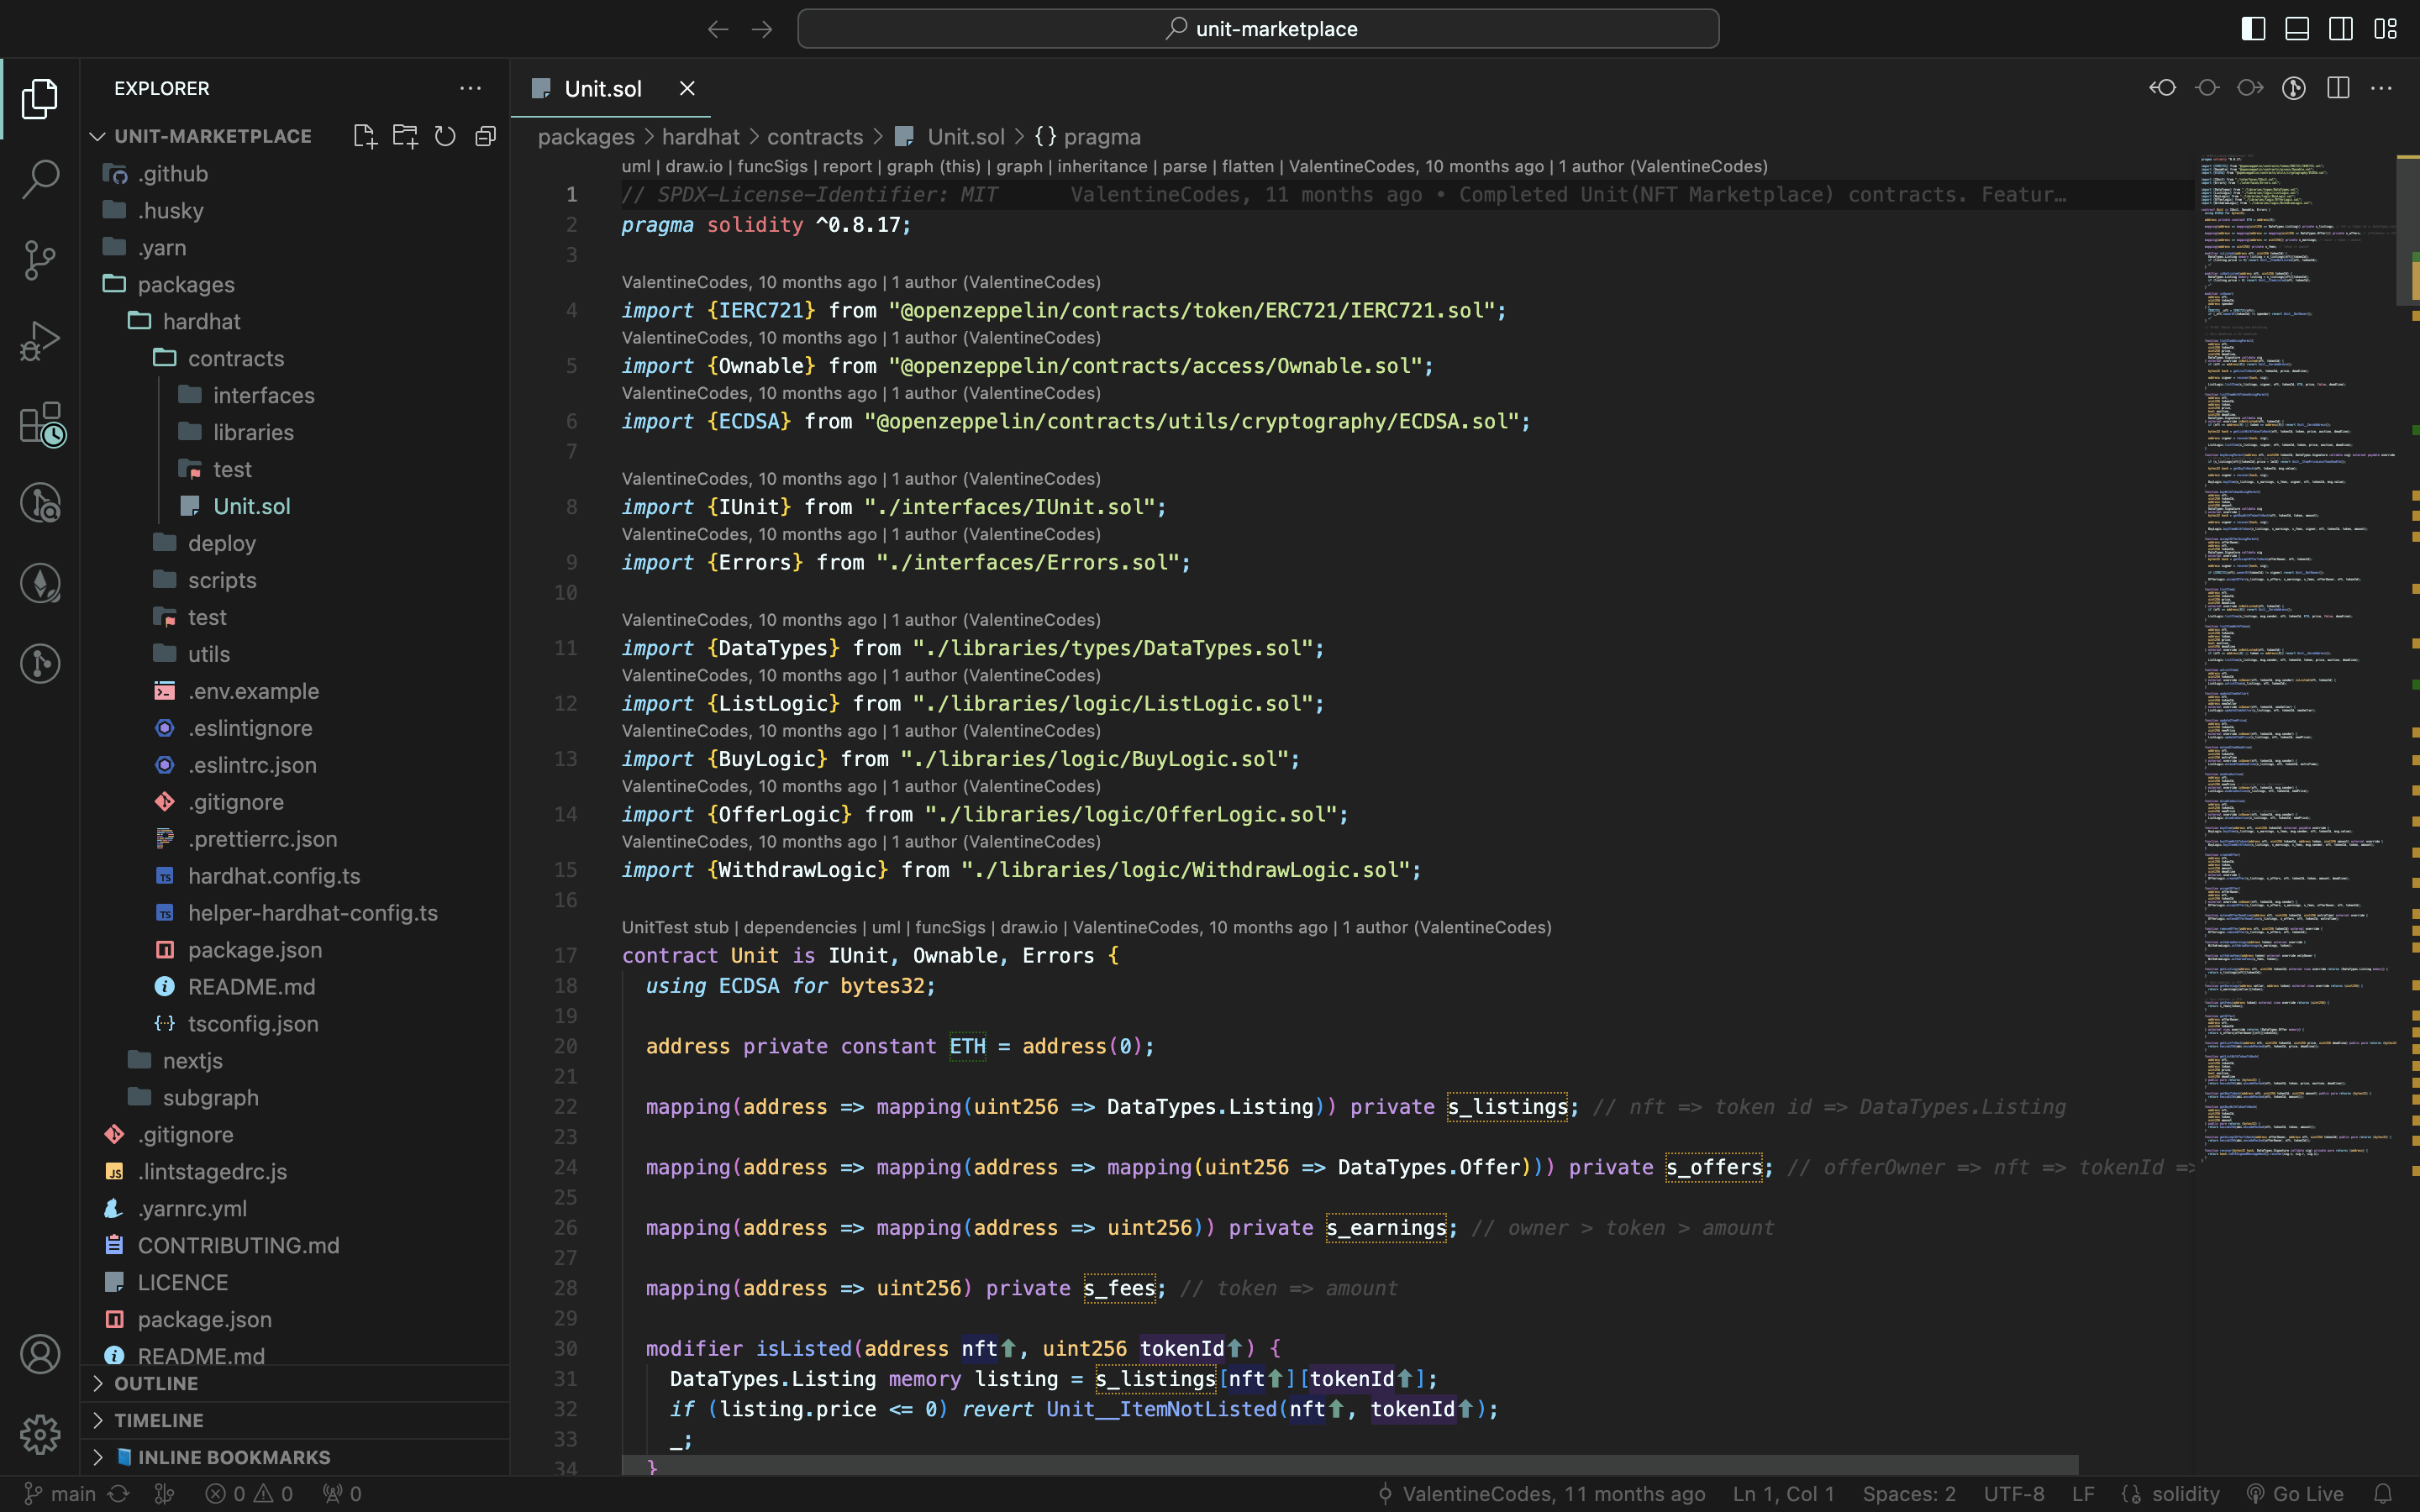 unit-marketplace
EXPLORER
UNIT-MARKETPLACE
.github
.husky
.yarn
packages
hardhat
contracts
interfaces
libraries
test
Unit.sol
deploy
scripts
test
utils
.env.example
.eslintignore
.eslintrc.json
.gitignore
.prettierrc.json
hardhat.config.ts
helper-hardhat-config.ts
package.json
README.md
tsconfig.json
nextjs
subgraph
.gitignore
.lintstagedrc.js
.yarnrc.yml
CONTRIBUTING.md
LICENCE
package.json
README.md
OUTLINE
TIMELINE
INLINE BOOKMARKS
Unit.sol
packages > hardhat > contracts > Unit.sol > {} pragma
uml | draw.io | funcSigs | report | graph (this) | graph | inheritance | parse | flatten | ValentineCodes, 10 months ago | 1 author (ValentineCodes)
1 // SPDX-License-Identifier: MIT ValentineCodes, 11 months ago • Completed Unit(NFT Marketplace) contracts. Featur…
2 pragma solidity ^0.8.17;
3
ValentineCodes, 10 months ago | 1 author (ValentineCodes)
4 import {IERC721} from "@openzeppelin/contracts/token/ERC721/IERC721.sol";
ValentineCodes, 10 months ago | 1 author (ValentineCodes)
5 import {Ownable} from "@openzeppelin/contracts/access/Ownable.sol";
ValentineCodes, 10 months ago | 1 author (ValentineCodes)
6 import {ECDSA} from "@openzeppelin/contracts/utils/cryptography/ECDSA.sol";
7
ValentineCodes, 10 months ago | 1 author (ValentineCodes)
8 import {IUnit} from "./interfaces/IUnit.sol";
ValentineCodes, 10 months ago | 1 author (ValentineCodes)
9 import {Errors} from "./interfaces/Errors.sol";
10
ValentineCodes, 10 months ago | 1 author (ValentineCodes)
11 import {DataTypes} from "./libraries/types/DataTypes.sol";
ValentineCodes, 10 months ago | 1 author (ValentineCodes)
12 import {ListLogic} from "./libraries/logic/ListLogic.sol";
ValentineCodes, 10 months ago | 1 author (ValentineCodes)
13 import {BuyLogic} from "./libraries/logic/BuyLogic.sol";
ValentineCodes, 10 months ago | 1 author (ValentineCodes)
14 import {OfferLogic} from "./libraries/logic/OfferLogic.sol";
ValentineCodes, 10 months ago | 1 author (ValentineCodes)
15 import {WithdrawLogic} from "./libraries/logic/WithdrawLogic.sol";
16
UnitTest stub | dependencies | uml | funcSigs | draw.io | ValentineCodes, 10 months ago | 1 author (ValentineCodes)
17 contract Unit is IUnit, Ownable, Errors {
18 using ECDSA for bytes32;
19
20 address private constant ETH = address(0);
21
22 mapping(address => mapping(uint256 => DataTypes.Listing)) private s_listings; // nft => token id => DataTypes.Listing
23
24 mapping(address => mapping(address => mapping(uint256 => DataTypes.Offer))) private s_offers; // offerOwner => nft => tokenId =>
25
26 mapping(address => mapping(address => uint256)) private s_earnings; // owner > token > amount
27
28 mapping(address => uint256) private s_fees; // token => amount
29
30 modifier isListed(address nft↑, uint256 tokenId↑) {
31 DataTypes.Listing memory listing = s_listings[nft↑][tokenId↑];
32 if (listing.price <= 0) revert Unit__ItemNotListed(nft↑, tokenId↑);
33 _;
34 }
main 0 0 0 ValentineCodes, 11 months ago Ln 1, Col 1 Spaces: 2 UTF-8 LF solidity Go Live